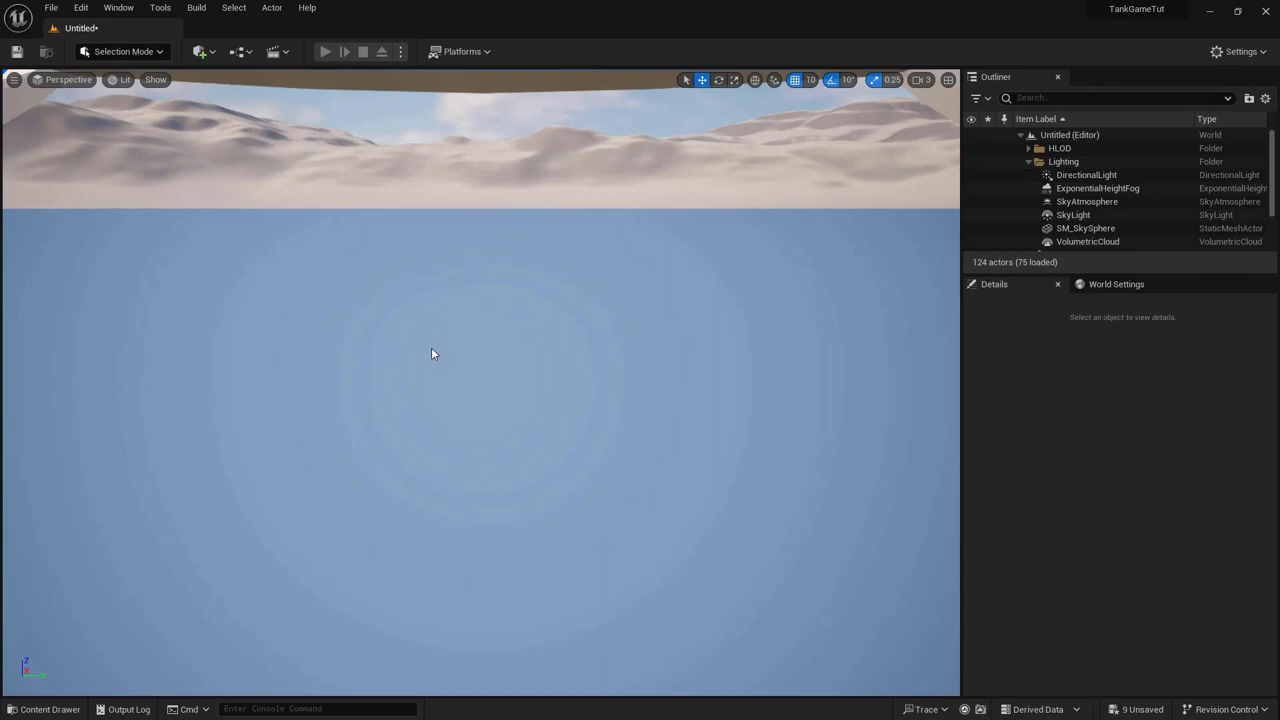 File Edit Window Tools Build Select Actor Help
TankGameTut
Untitled•
Selection Mode
Platforms
Settings
Perspective Lit Show
10 10° 0.25 3
Outliner
Search...
Item Label Type
Untitled (Editor) World
HLOD Folder
Lighting Folder
DirectionalLight DirectionalLight
ExponentialHeightFog ExponentialHeight
SkyAtmosphere SkyAtmosphere
SkyLight SkyLight
SM_SkySphere StaticMeshActor
VolumetricCloud VolumetricCloud
124 actors (75 loaded)
Details World Settings
Select an object to view details.
Z
X
Y
Content Drawer Output Log Cmd Enter Console Command Trace Derived Data 9 Unsaved Revision Control